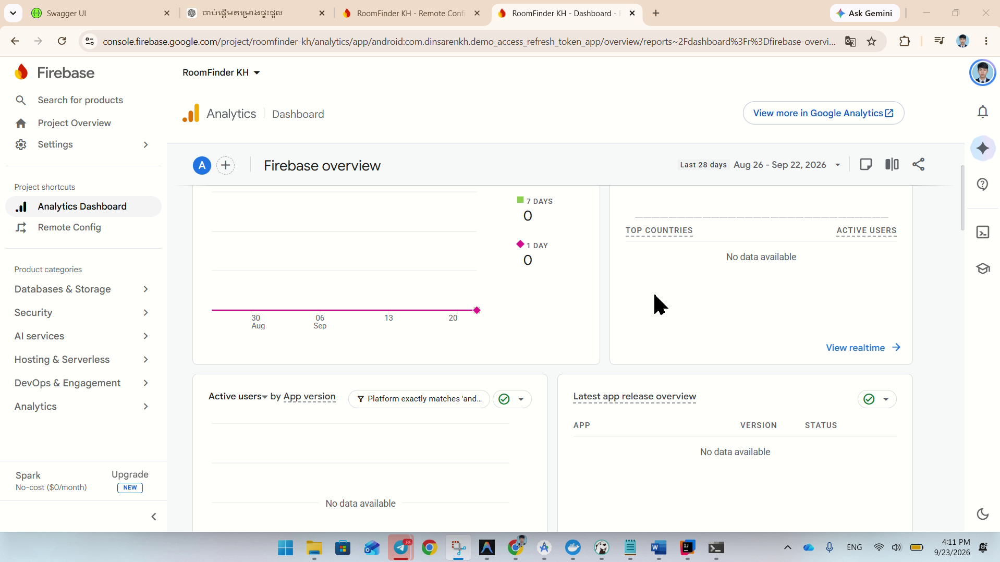 Swagger UI
ចាប់ផ្តើមគម្រោងផ្ទះជួល
RoomFinder KH - Remote Confi
RoomFinder KH - Dashboard -
Ask Gemini
console.firebase.google.com/project/roomfinder-kh/analytics/app/android:com.dinsarenkh.demo_access_refresh_token_app/overview/reports~2Fdashboard%3Fr%3Dfirebase-overvi...
Firebase
RoomFinder KH
Search for products
Project Overview
Settings
Analytics
Dashboard
View more in Google Analytics
A
Firebase overview
Last 28 days
Aug 26 - Sep 22, 2026
Project shortcuts
Analytics Dashboard
Remote Config
7 DAYS
0
1 DAY
0
30
Aug
06
Sep
13
20
TOP COUNTRIES
ACTIVE USERS
No data available
View realtime
Product categories
Databases & Storage
Security
AI services
Hosting & Serverless
DevOps & Engagement
Analytics
Active users by App version
Platform exactly matches 'and...
No data available
Latest app release overview
APP
VERSION
STATUS
No data available
Spark
No-cost ($0/month)
Upgrade
NEW
85
ENG
4:11 PM
9/23/2026